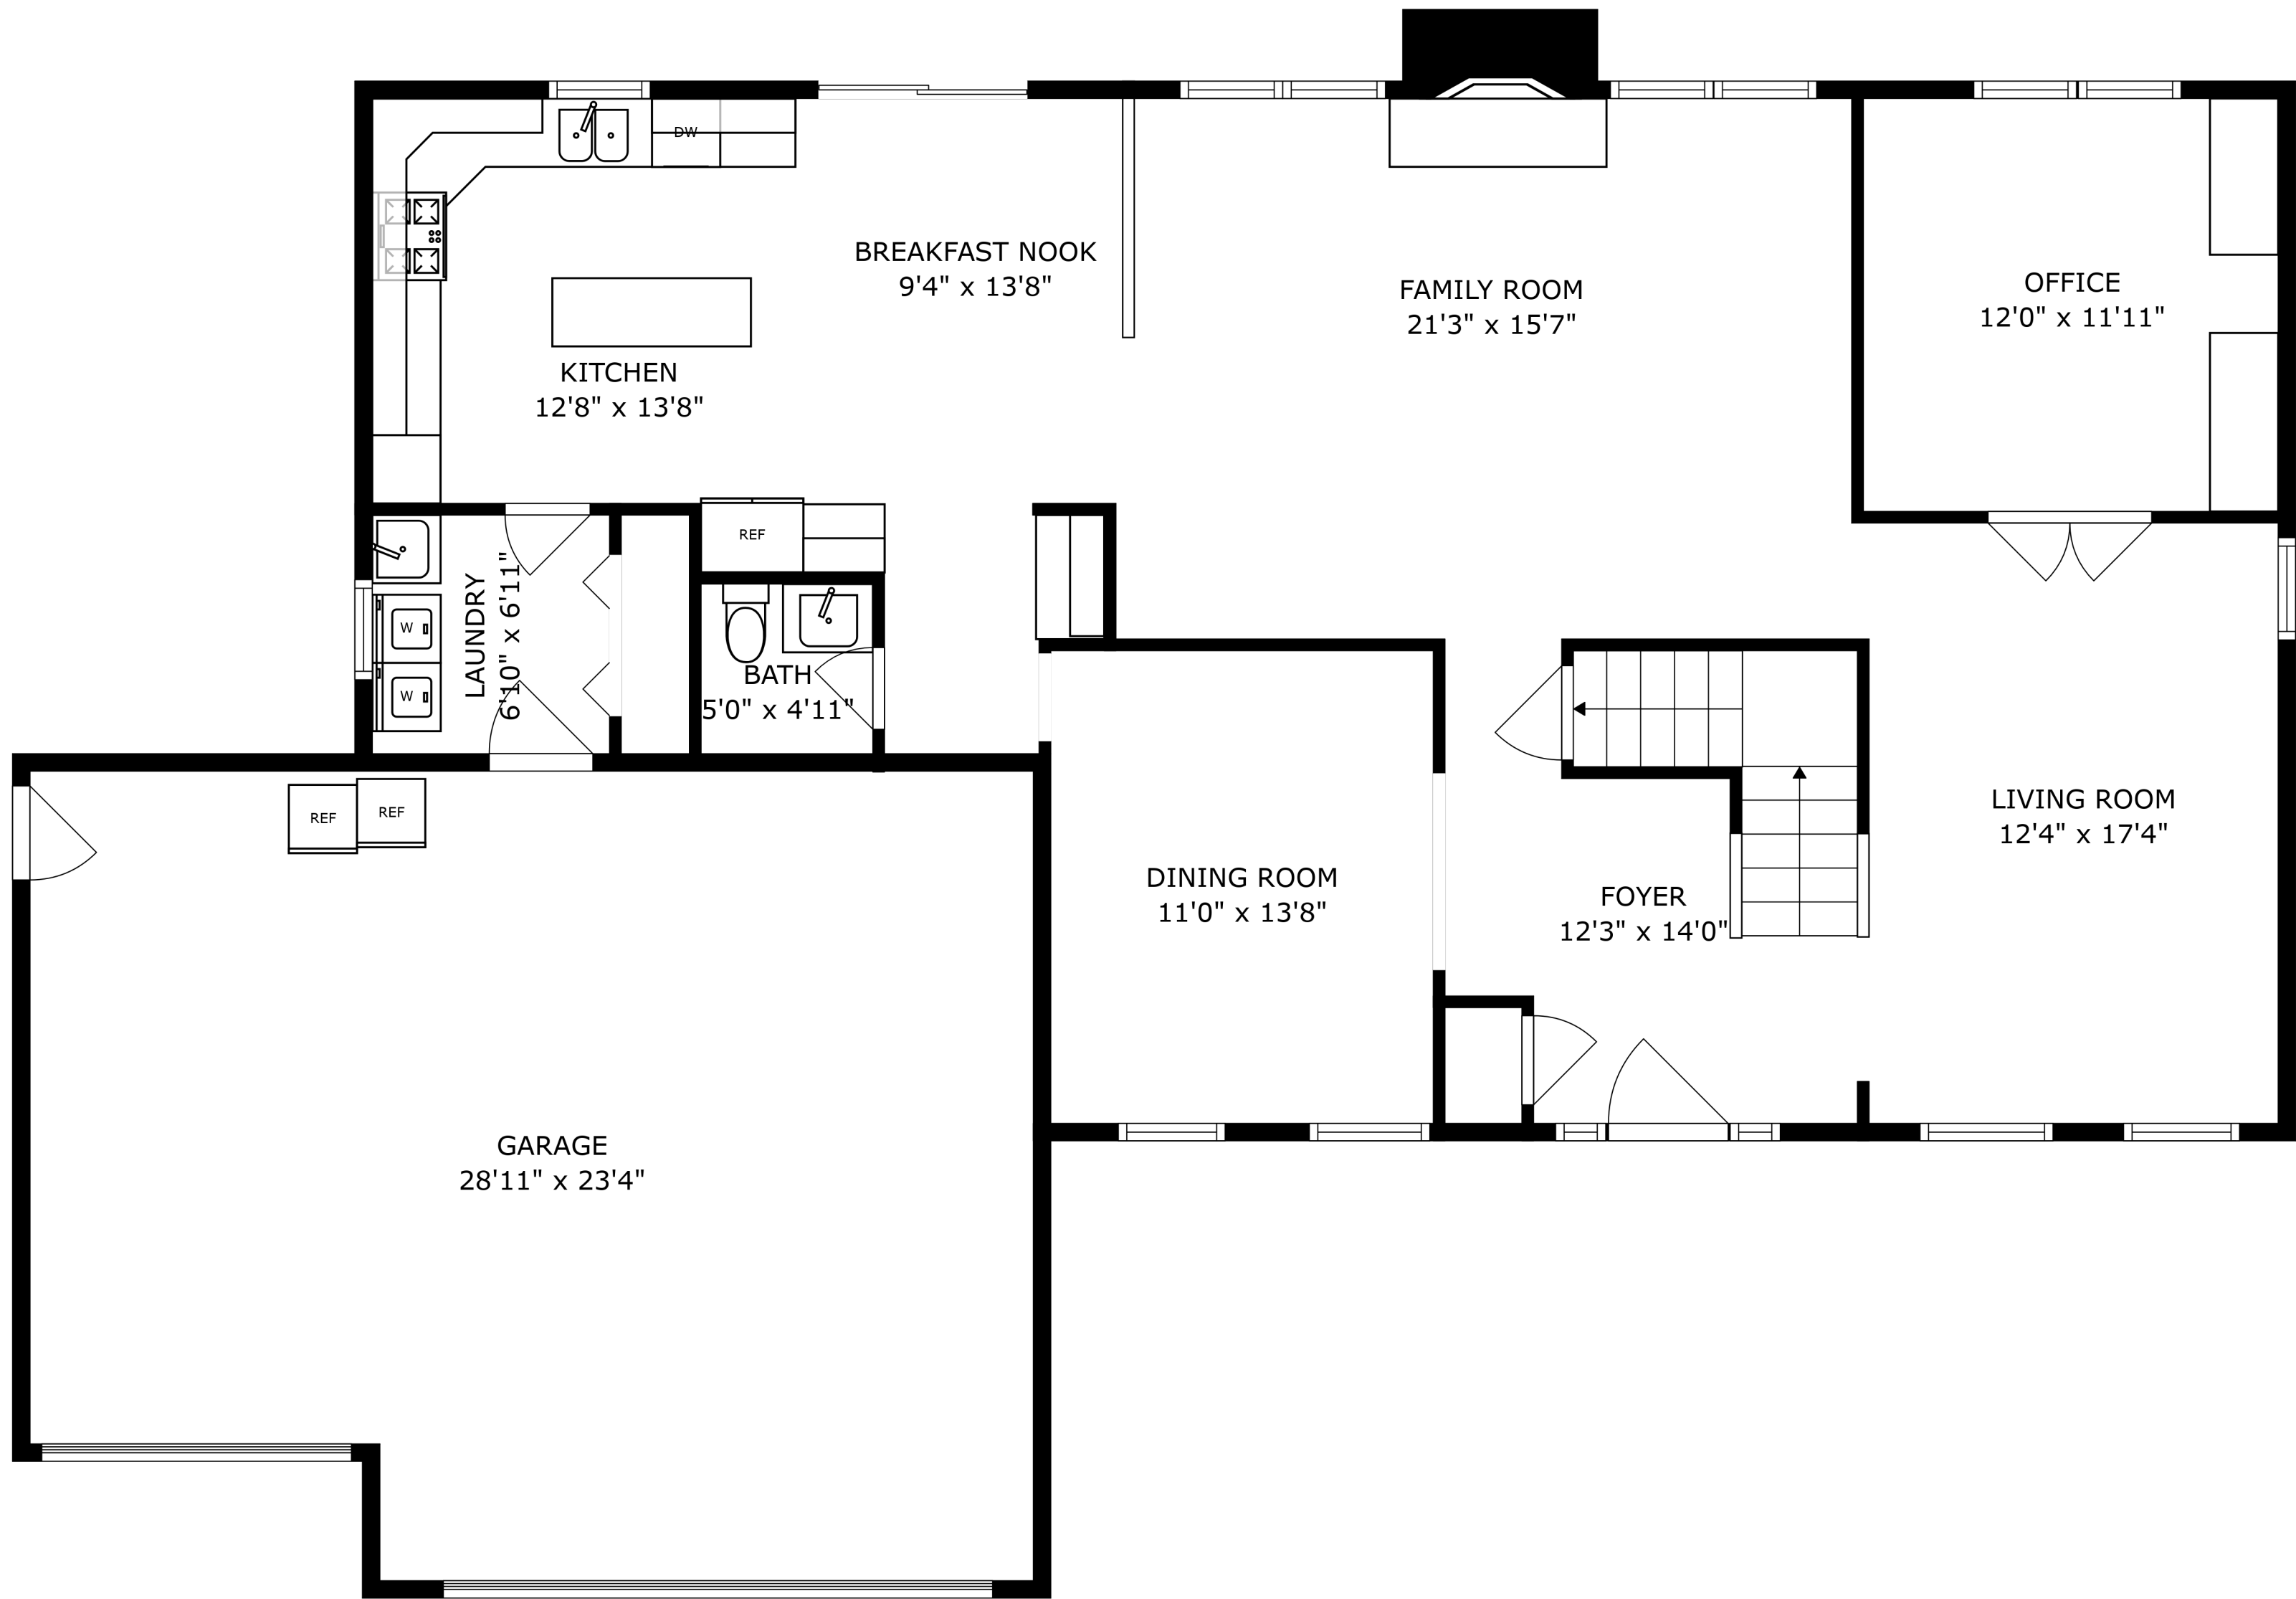 DW
BREAKFAST NOOK
9'4" x 13'8"
FAMILY ROOM
21'3" x 15'7"
OFFICE
12'0" x 11'11"
KITCHEN
12'8" x 13'8"
REF
LAUNDRY
6'10" x 6'11"
W
W
BATH
5'0" x 4'11"
REF
REF
LIVING ROOM
12'4" x 17'4"
DINING ROOM
11'0" x 13'8"
FOYER
12'3" x 14'0"
GARAGE
28'11" x 23'4"